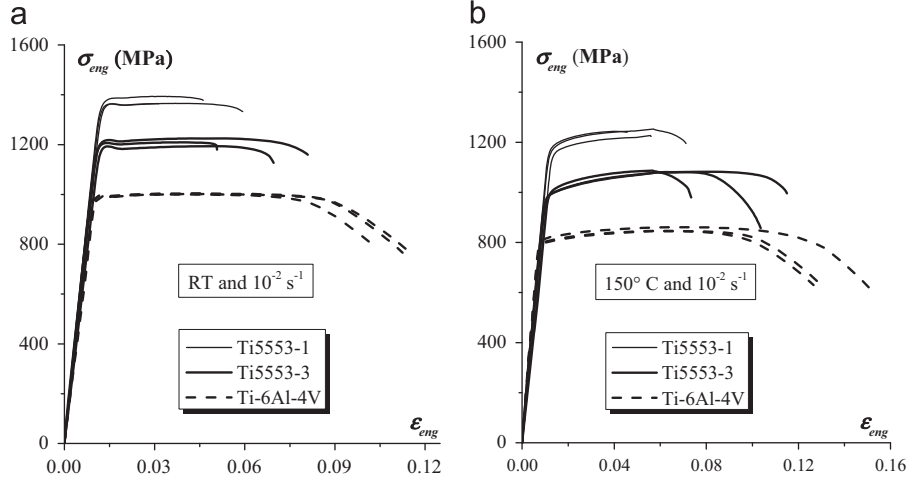 a
1600
σeng (MPa)
1200
800
400
0
RT and 10-2 s-1
Ti5553-1
Ti5553-3
Ti-6Al-4V
εeng
0.00
0.03
0.06
0.09
0.12
b
1600
σeng (MPa)
1200
800
400
0
150° C and 10-2 s-1
Ti5553-1
Ti5553-3
Ti-6Al-4V
εeng
0.00
0.04
0.08
0.12
0.16